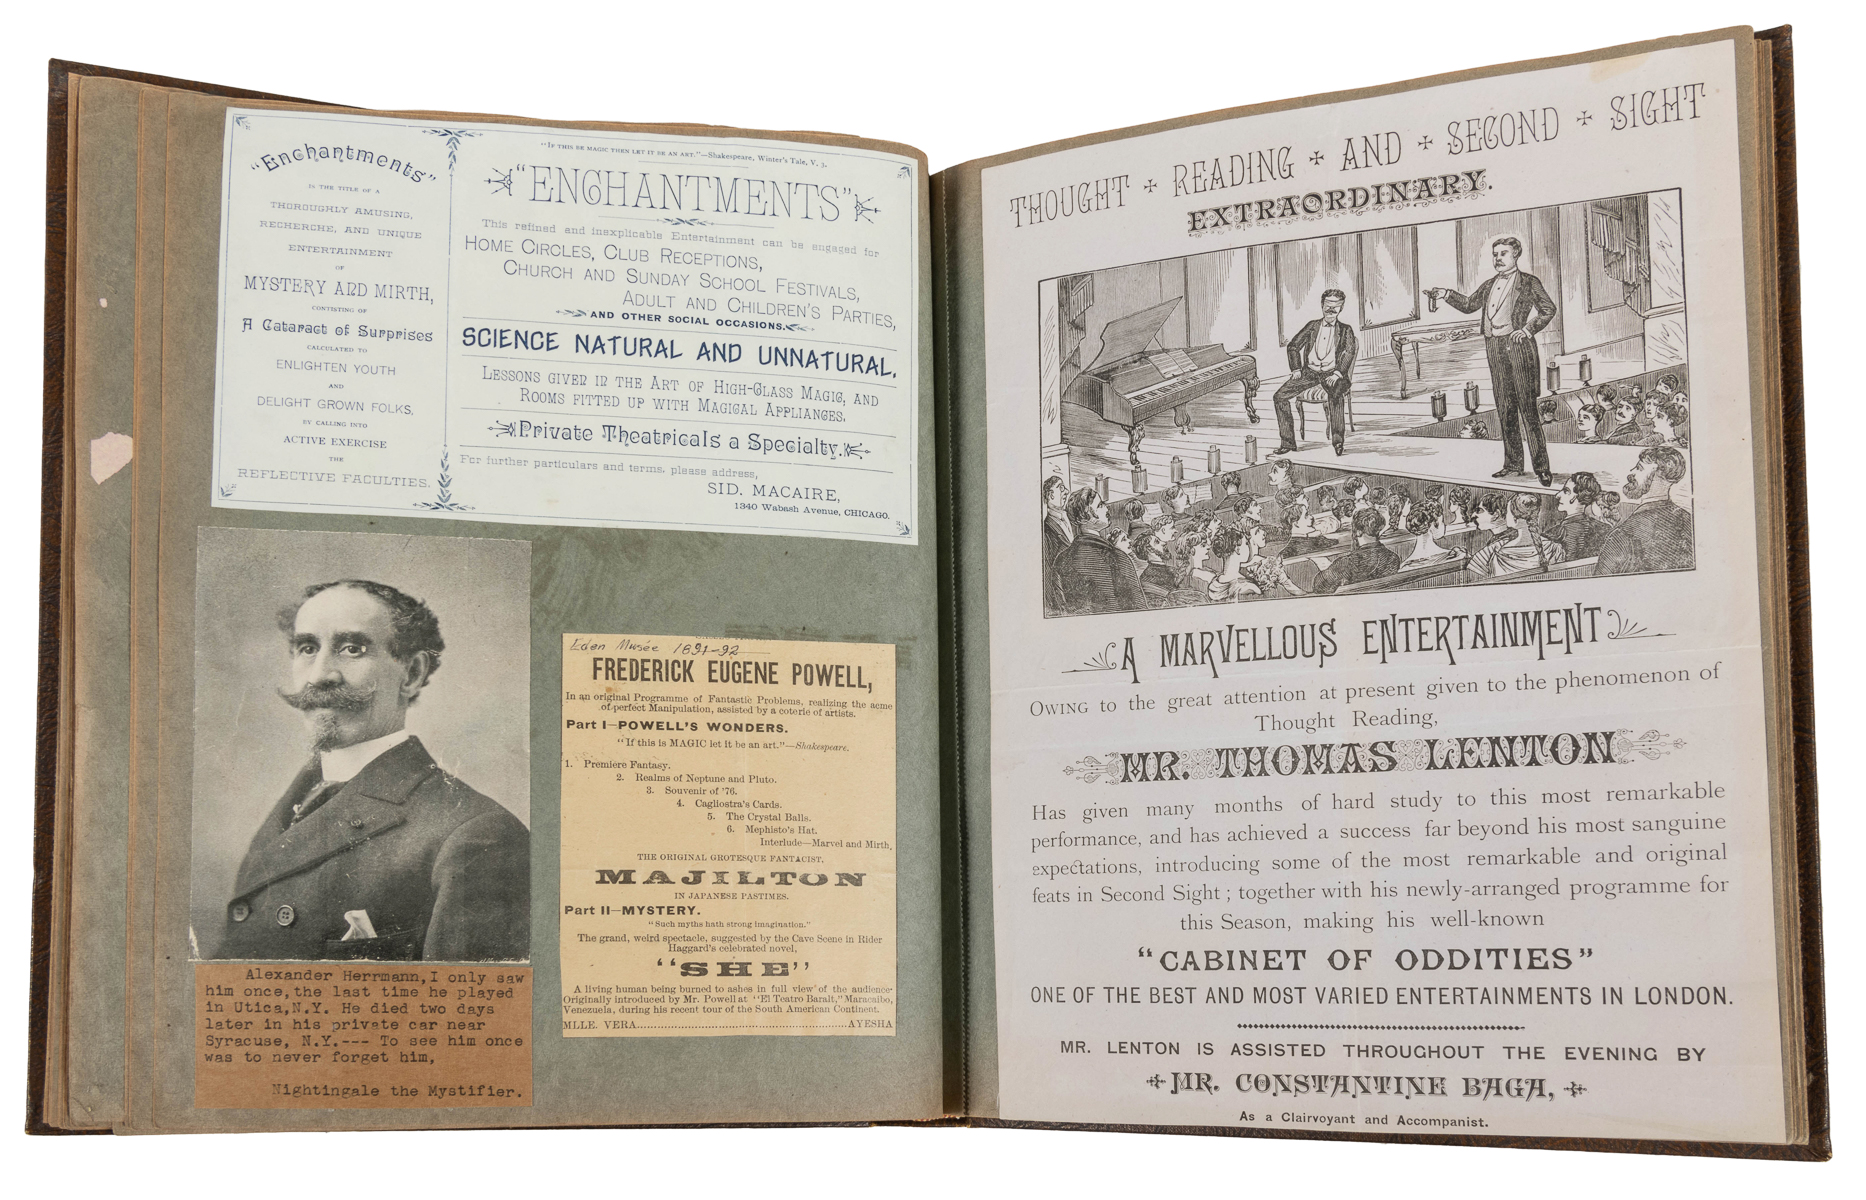 "Enchantments"
IS THE TITLE OF A
THOROUGHLY AMUSING,
RECHERCHE, AND UNIQUE
ENTERTAINMENT
OF
MYSTERY AND MIRTH,
CONSISTING OF
A Cataract of Surprises
CALCULATED TO
ENLIGHTEN YOUTH
AND
DELIGHT GROWN FOLKS,
BY CALLING INTO
ACTIVE EXERCISE
THE
REFLECTIVE FACULTIES.
"IF THIS BE MAGIC THEN LET IT BE AN ART."—Shakespeare, Winter's Tale, V. 3.
"ENCHANTMENTS"
This refined and inexplicable Entertainment can be engaged for
HOME CIRCLES, CLUB RECEPTIONS,
CHURCH AND SUNDAY SCHOOL FESTIVALS,
ADULT AND CHILDREN'S PARTIES,
AND OTHER SOCIAL OCCASIONS.
SCIENCE NATURAL AND UNNATURAL.
LESSONS GIVEN IN THE ART OF HIGH-CLASS MAGIC, AND
ROOMS FITTED UP WITH MAGICAL APPLIANCES.
Private Theatricals a Specialty.
For further particulars and terms, please address,
SID. MACAIRE,
1340 Wabash Avenue, CHICAGO.
Alexander Herrmann, I only saw
him once, the last time he played
in Utica, N.Y. He died two days
later in his private car near
Syracuse, N.Y.--- To see him once
was to never forget him,
Nightingale the Mystifier.
Eden Musée 1891-92
FREDERICK EUGENE POWELL,
In an original Programme of Fantastic Problems, realizing the acme
of perfect Manipulation, assisted by a coterie of artists.
Part I—POWELL'S WONDERS.
"If this is MAGIC let it be an art."—Shakespeare.
1. Premiere Fantasy.
2. Realms of Neptune and Pluto.
3. Souvenir of '76.
4. Cagliostra's Cards.
5. The Crystal Balls.
6. Mephisto's Hat.
Interlude—Marvel and Mirth,
THE ORIGINAL GROTESQUE FANTACIST,
MAJILTON
IN JAPANESE PASTIMES.
Part II—MYSTERY.
"Such myths hath strong imagination."
The grand, weird spectacle, suggested by the Cave Scene in Rider
Haggard's celebrated novel,
"SHE"
A living human being burned to ashes in full view of the audience.
Originally introduced by Mr. Powell at "El Teatro Baralt," Maracaibo,
Venezuela, during his recent tour of the South American Continent.
MLLE. VERA..........................................AYESHA
THOUGHT + READING + AND + SECOND + SIGHT
EXTRAORDINARY.
A MARVELLOUS ENTERTAINMENT
OWING to the great attention at present given to the phenomenon of
Thought Reading,
MR. THOMAS LENTON
Has given many months of hard study to this most remarkable
performance, and has achieved a success far beyond his most sanguine
expectations, introducing some of the most remarkable and original
feats in Second Sight; together with his newly-arranged programme for
this Season, making his well-known
"CABINET OF ODDITIES"
ONE OF THE BEST AND MOST VARIED ENTERTAINMENTS IN LONDON.
MR. LENTON IS ASSISTED THROUGHOUT THE EVENING BY
MR. CONSTANTINE BAGA,
As a Clairvoyant and Accompanist.